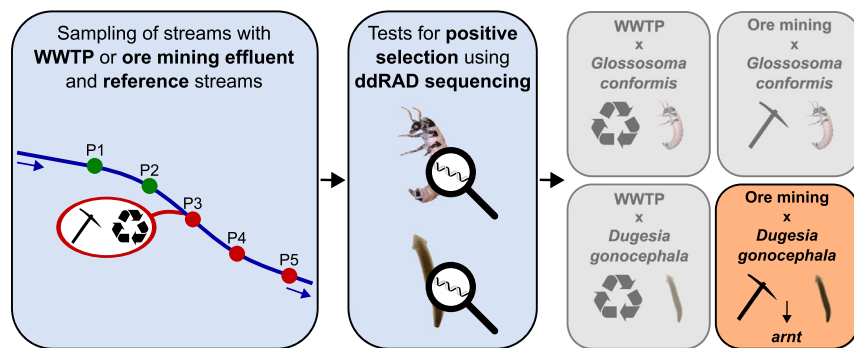 Sampling of streams with
WWTP or ore mining effluent
and reference streams
P1
P2
P3
P4
P5
Tests for positive
selection using
ddRAD sequencing
WWTP
x
Glossosoma
conformis
Ore mining
x
Glossosoma
conformis
WWTP
x
Dugesia
gonocephala
Ore mining
x
Dugesia
gonocephala
arnt